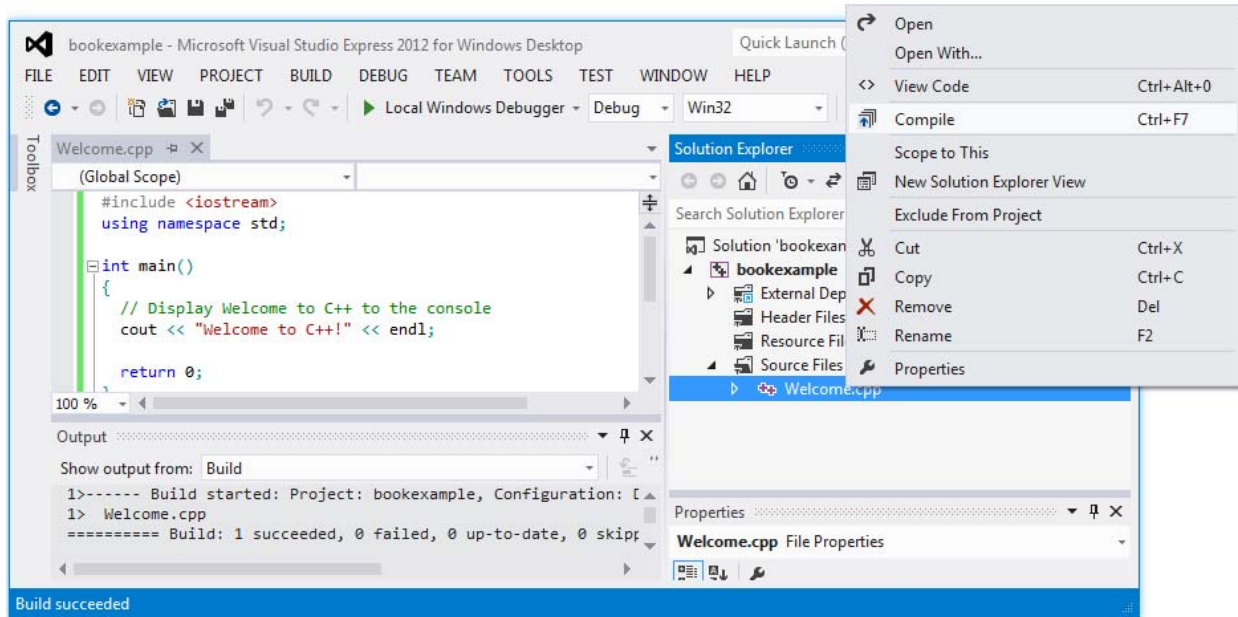 bookexample - Microsoft Visual Studio Express 2012 for Windows Desktop
Quick Launch (
FILE EDIT VIEW PROJECT BUILD DEBUG TEAM TOOLS TEST WINDOW HELP
Local Windows Debugger Debug Win32
Toolbox
Welcome.cpp
(Global Scope)
#include <iostream>
using namespace std;
int main()
{
// Display Welcome to C++ to the console
cout << "Welcome to C++!" << endl;
return 0;
100 %
Output
Show output from: Build
1>------ Build started: Project: bookexample, Configuration:
1> Welcome.cpp
========== Build: 1 succeeded, 0 failed, 0 up-to-date, 0 skipp
Build succeeded
Solution Explorer
Search Solution Explorer
Solution 'bookexan
bookexample
External Dep
Header Files
Resource Fil
Source Files
Welcome.cpp
Properties
Welcome.cpp File Properties
Open
Open With...
View Code Ctrl+Alt+0
Compile Ctrl+F7
Scope to This
New Solution Explorer View
Exclude From Project
Cut Ctrl+X
Copy Ctrl+C
Remove Del
Rename F2
Properties